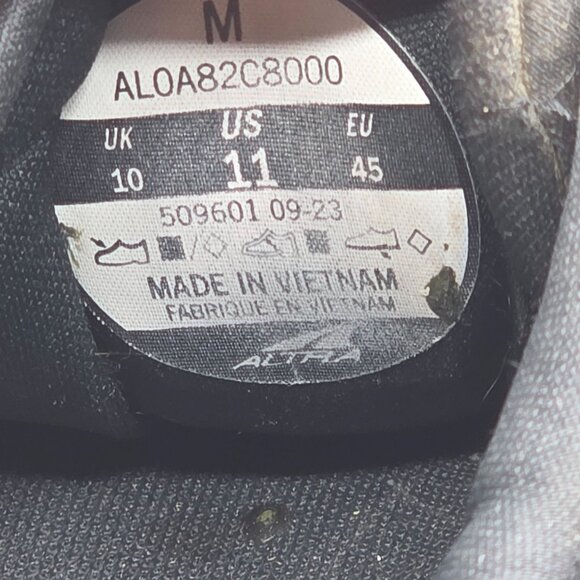 M
AL0A82C8000
UK US EU
10 11 45
509601 09-23
MADE IN VIETNAM
FABRIQUE EN VIETNAM
ALTRA